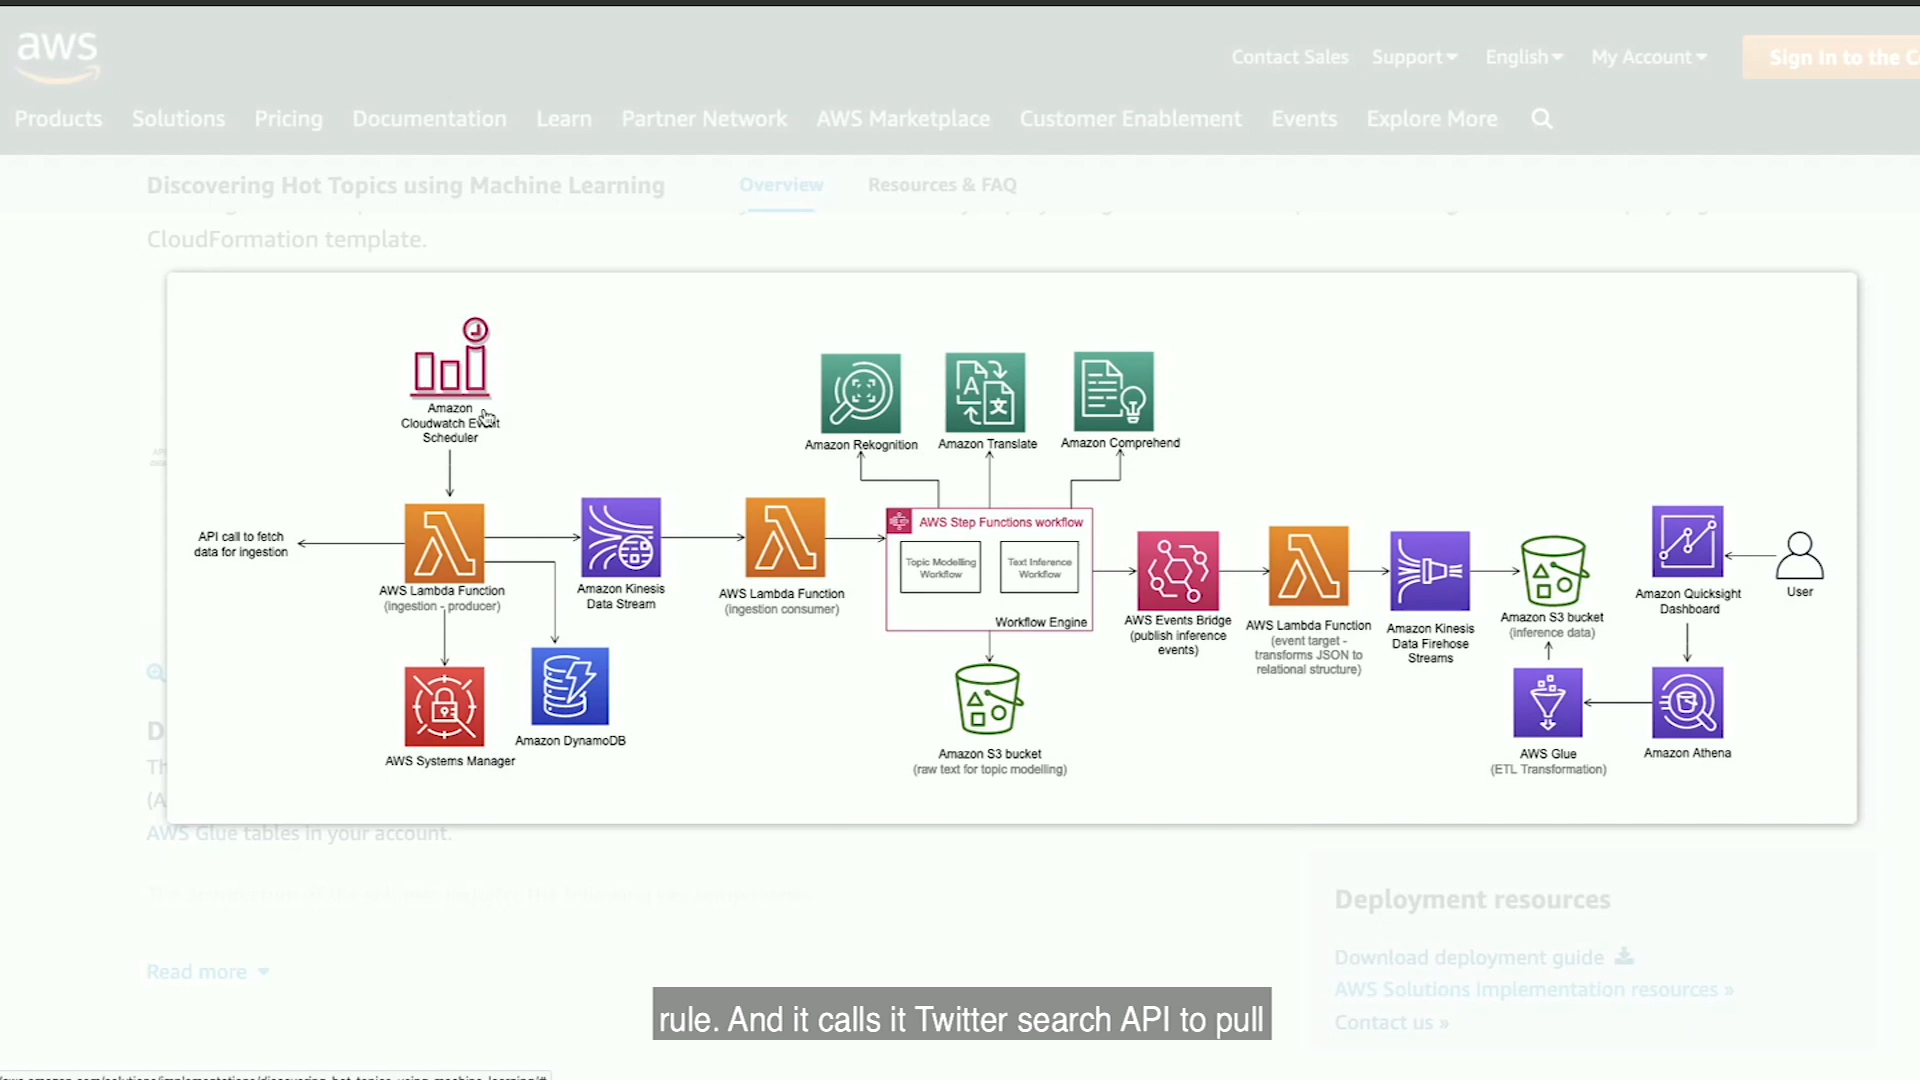 aws
Contact Sales Support English My Account Sign In to the C
Products Solutions Pricing Documentation Learn Partner Network AWS Marketplace Customer Enablement Events Explore More
Discovering Hot Topics using Machine Learning Overview Resources & FAQ
CloudFormation template.
Amazon
Cloudwatch Event
Scheduler
API call to fetch
data for ingestion
AWS Lambda Function
(ingestion - producer)
AWS Systems Manager
Amazon DynamoDB
Amazon Kinesis
Data Stream
AWS Lambda Function
(ingestion consumer)
Amazon Rekognition
A
文
Amazon Translate
Amazon Comprehend
AWS Step Functions workflow
Topic Modelling
Workflow
Text Inference
Workflow
Workflow Engine
Amazon S3 bucket
(raw text for topic modelling)
AWS Events Bridge
(publish inference
events)
AWS Lambda Function
(event target -
transforms JSON to
relational structure)
Amazon Kinesis
Data Firehose
Streams
Amazon S3 bucket
(inference data)
AWS Glue
(ETL Transformation)
Amazon Quicksight
Dashboard
Amazon Athena
User
D
Th
(A
AWS Glue tables in your account.
Read more
Deployment resources
Download deployment guide
AWS Solutions Implementation resources »
Contact us »
rule. And it calls it Twitter search API to pull